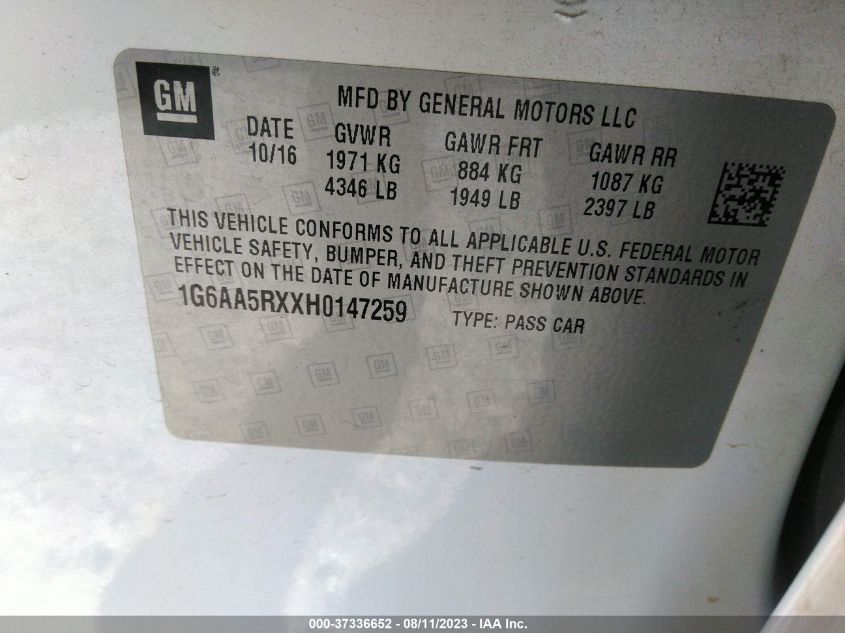 GM
MFD BY GENERAL MOTORS LLC
DATE GVWR GAWR FRT GAWR RR
10/16 1971 KG 884 KG 1087 KG
4346 LB 1949 LB 2397 LB
THIS VEHICLE CONFORMS TO ALL APPLICABLE U.S. FEDERAL MOTOR
VEHICLE SAFETY, BUMPER, AND THEFT PREVENTION STANDARDS IN
EFFECT ON THE DATE OF MANUFACTURE SHOWN ABOVE.
1G6AA5RXXH0147259 TYPE: PASS CAR
000-37336652 - 08/11/2023 - IAA Inc.